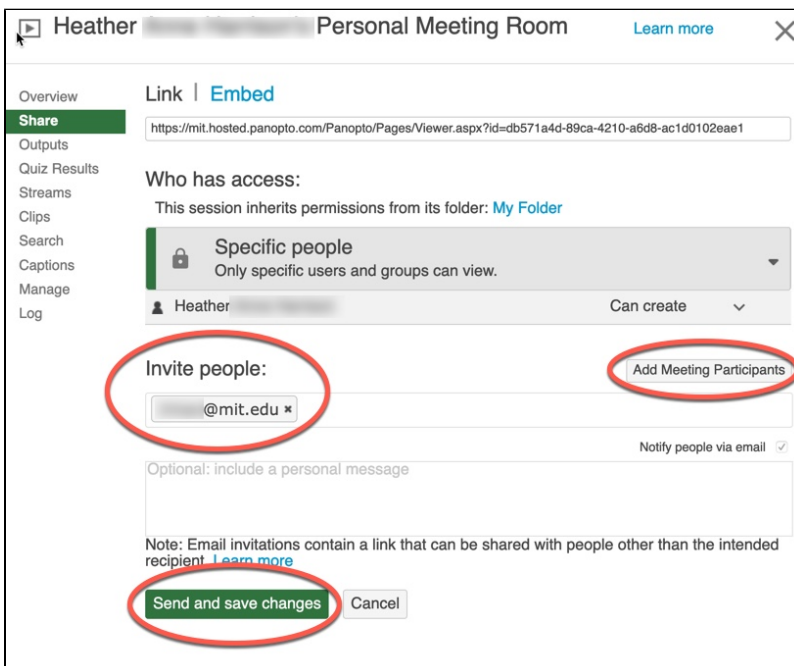 Heather Personal Meeting Room
Learn more
Overview
Share
Outputs
Quiz Results
Streams
Clips
Search
Captions
Manage
Log
Link | Embed
https://mit.hosted.panopto.com/Panopto/Pages/Viewer.aspx?id=db571a4d-89ca-4210-a6d8-ac1d0102eae1
Who has access:
This session inherits permissions from its folder: My Folder
Specific people
Only specific users and groups can view.
Heather
Can create
Invite people:
Add Meeting Participants
@mit.edu ×
Notify people via email
Optional: include a personal message
Note: Email invitations contain a link that can be shared with people other than the intended
recipient. Learn more
Send and save changes
Cancel